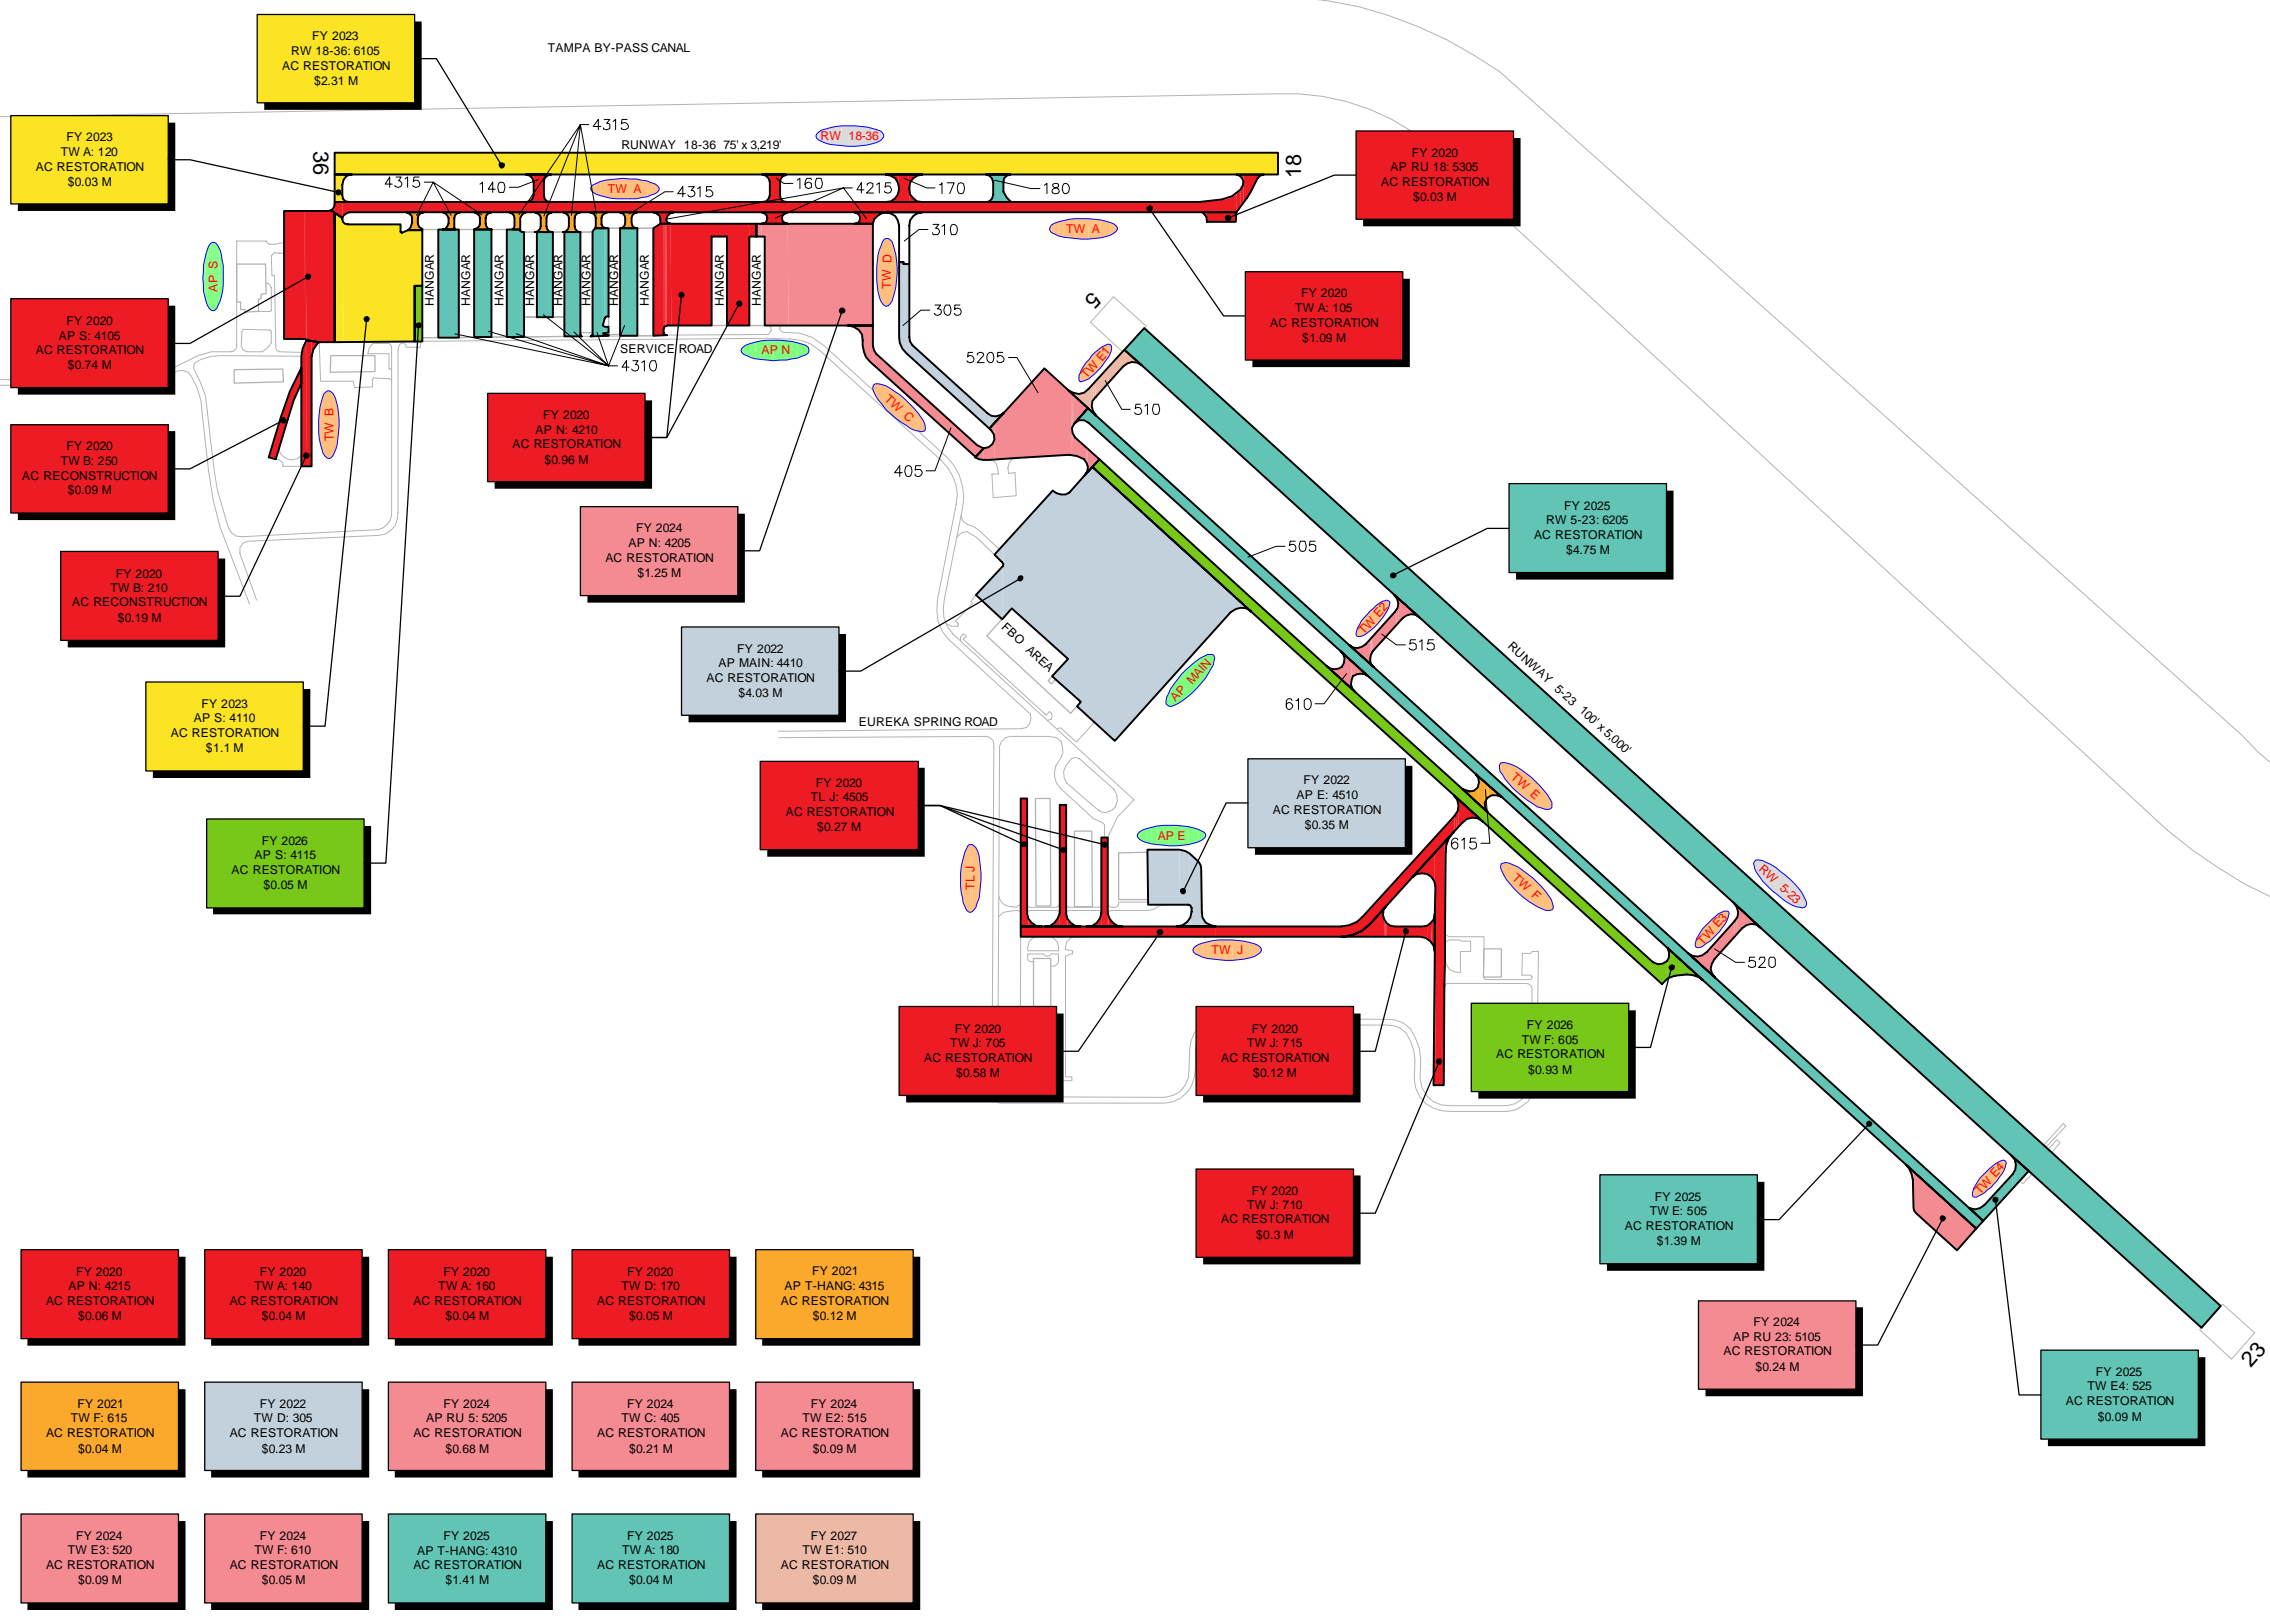 FY 2023
RW 18-36: 6105
AC RESTORATION
$2.31 M
TAMPA BY-PASS CANAL
FY 2023
TW A: 120
AC RESTORATION
$0.03 M
4315
RW 18-36
RUNWAY 18-36 75' x 3,219'
36
18
FY 2020
AP RU 18: 5305
AC RESTORATION
$0.03 M
4315
140
TW A
4315
160
4215
170
180
310
TW A
AP S
TW D
HANGAR
HANGAR
HANGAR
HANGAR
HANGAR
HANGAR
HANGAR
HANGAR
HANGAR
HANGAR
FY 2020
AP S: 4105
AC RESTORATION
$0.74 M
305
5
FY 2020
TW A: 105
AC RESTORATION
$1.09 M
SERVICE ROAD
AP N
4310
5205
TW E1
510
FY 2020
TW B: 250
AC RECONSTRUCTION
$0.09 M
TW B
FY 2020
AP N: 4210
AC RESTORATION
$0.96 M
TW C
405
FY 2024
AP N: 4205
AC RESTORATION
$1.25 M
505
FY 2025
RW 5-23: 6205
AC RESTORATION
$4.75 M
FY 2020
TW B: 210
AC RECONSTRUCTION
$0.19 M
FY 2022
AP MAIN: 4410
AC RESTORATION
$4.03 M
FBO AREA
TW E2
515
RUNWAY 5-23 100' x 5,000'
AP MAIN
610
FY 2023
AP S: 4110
AC RESTORATION
$1.1 M
EUREKA SPRING ROAD
FY 2020
TL J: 4505
AC RESTORATION
$0.27 M
FY 2022
AP E: 4510
AC RESTORATION
$0.35 M
TW E
FY 2026
AP S: 4115
AC RESTORATION
$0.05 M
AP E
615
TL J
TW F
RW 5-23
TW J
TW E3
520
FY 2020
TW J: 705
AC RESTORATION
$0.58 M
FY 2020
TW J: 715
AC RESTORATION
$0.12 M
FY 2026
TW F: 605
AC RESTORATION
$0.93 M
FY 2020
TW J: 710
AC RESTORATION
$0.3 M
FY 2025
TW E: 505
AC RESTORATION
$1.39 M
TW E4
FY 2024
AP RU 23: 5105
AC RESTORATION
$0.24 M
FY 2025
TW E4: 525
AC RESTORATION
$0.09 M
23
FY 2020
AP N: 4215
AC RESTORATION
$0.06 M
FY 2020
TW A: 140
AC RESTORATION
$0.04 M
FY 2020
TW A: 160
AC RESTORATION
$0.04 M
FY 2020
TW D: 170
AC RESTORATION
$0.05 M
FY 2021
AP T-HANG: 4315
AC RESTORATION
$0.12 M
FY 2021
TW F: 615
AC RESTORATION
$0.04 M
FY 2022
TW D: 305
AC RESTORATION
$0.23 M
FY 2024
AP RU 5: 5205
AC RESTORATION
$0.68 M
FY 2024
TW C: 405
AC RESTORATION
$0.21 M
FY 2024
TW E2: 515
AC RESTORATION
$0.09 M
FY 2024
TW E3: 520
AC RESTORATION
$0.09 M
FY 2024
TW F: 610
AC RESTORATION
$0.05 M
FY 2025
AP T-HANG: 4310
AC RESTORATION
$1.41 M
FY 2025
TW A: 180
AC RESTORATION
$0.04 M
FY 2027
TW E1: 510
AC RESTORATION
$0.09 M